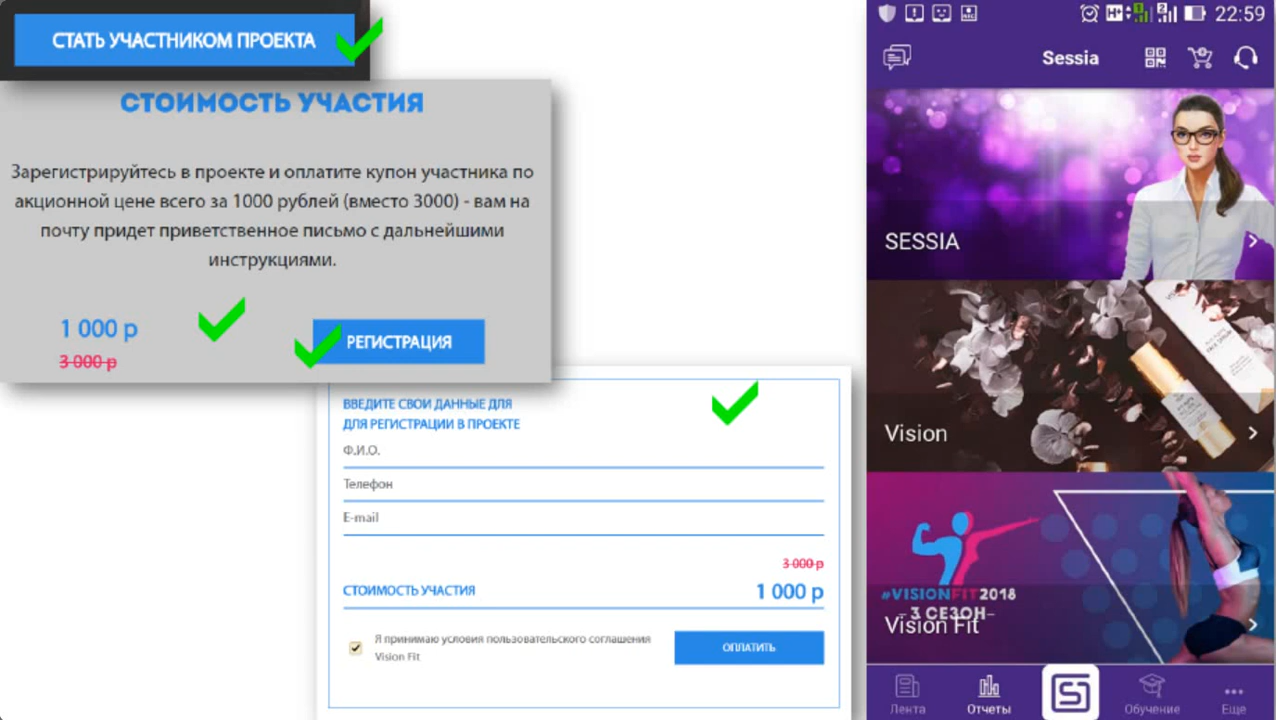 СТАТЬ УЧАСТНИКОМ ПРОЕКТА
СТОИМОСТЬ УЧАСТИЯ
Зарегистрируйтесь в проекте и оплатите купон участника по
акционной цене всего за 1000 рублей (вместо 3000) - вам на
почту придет приветственное письмо с дальнейшими
инструкциями.
1 000 р
3 000 р
РЕГИСТРАЦИЯ
ВВЕДИТЕ СВОИ ДАННЫЕ ДЛЯ
ДЛЯ РЕГИСТРАЦИИ В ПРОЕКТЕ
Ф.И.О.
Телефон
E-mail
3 000 р
СТОИМОСТЬ УЧАСТИЯ
1 000 р
Я принимаю условия пользовательского соглашения
Vision Fit
ОПЛАТИТЬ
22:59
Sessia
SESSIA
Vision
#VISIONFIT2018
–3 СЕЗОН–
Vision Fit
Лента
Отчеты
Обучение
Еще